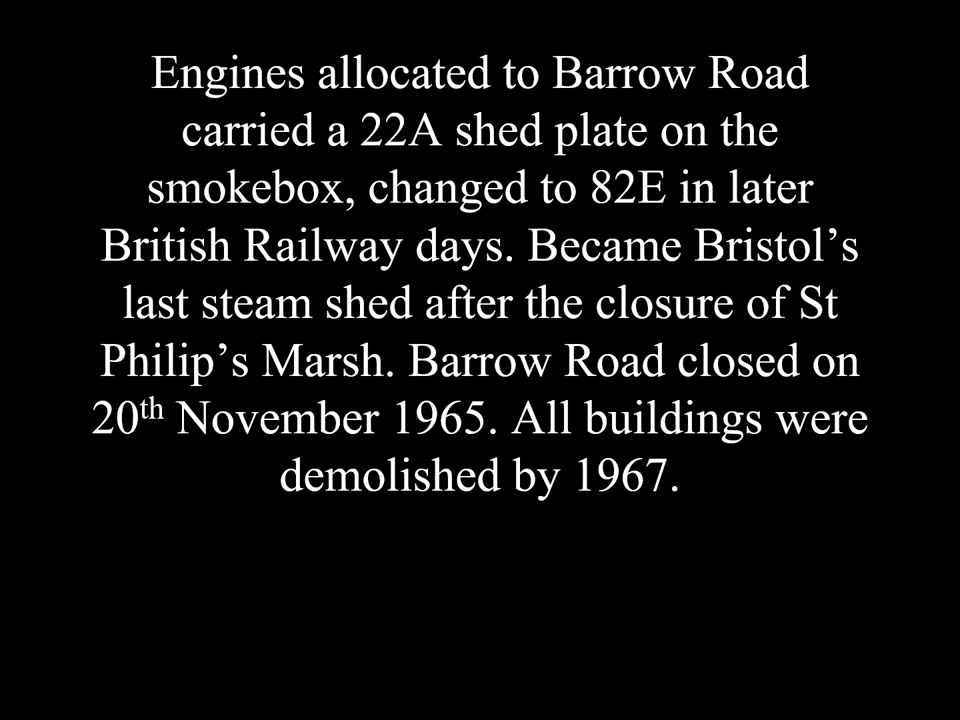 Engines allocated to Barrow Road
carried a 22A shed plate on the
smokebox, changed to 82E in later
British Railway days. Became Bristol’s
last steam shed after the closure of St
Philip’s Marsh. Barrow Road closed on
20th November 1965. All buildings were
demolished by 1967.